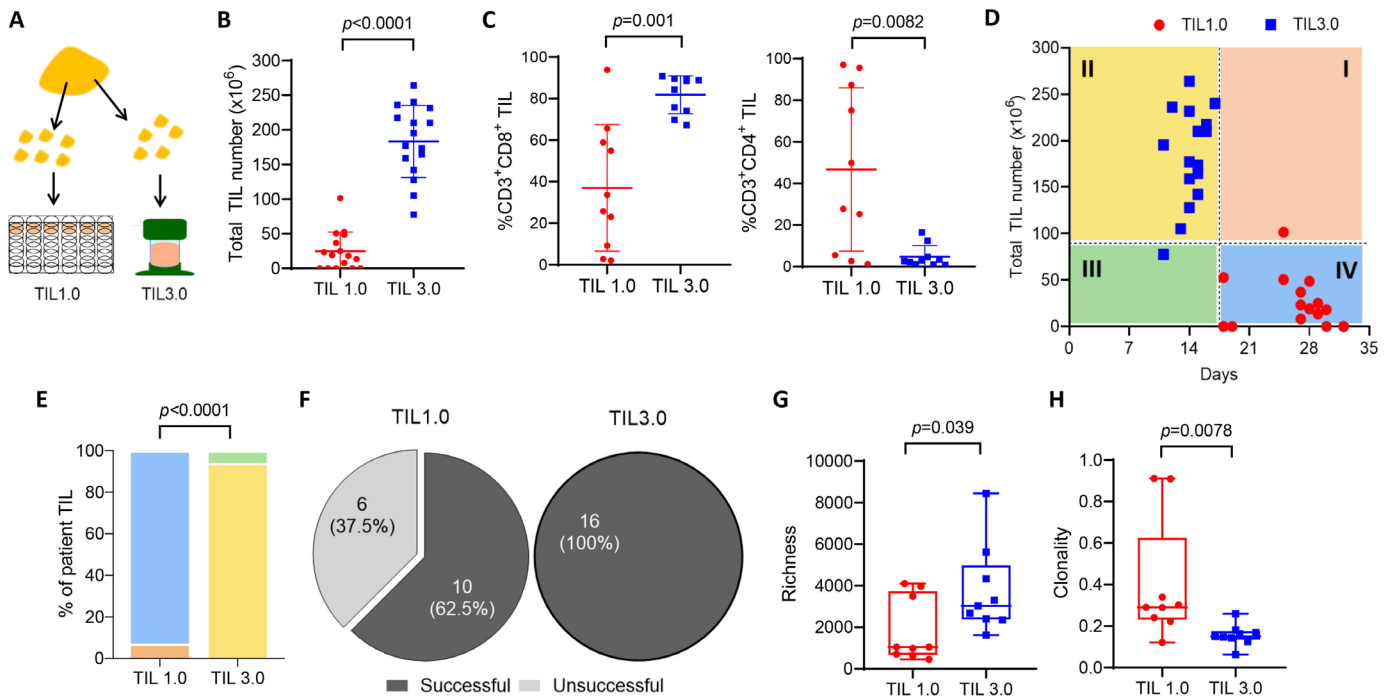 A
TIL1.0
TIL3.0
B
p<0.0001
Total TIL number (x10⁶)
300
250
200
150
100
50
0
TIL 1.0
TIL 3.0
C
p=0.001
%CD3⁺CD8⁺ TIL
100
80
60
40
20
0
TIL 1.0
TIL 3.0
p=0.0082
%CD3⁺CD4⁺ TIL
100
80
60
40
20
0
TIL 1.0
TIL 3.0
D
TIL1.0
TIL3.0
Total TIL number (x10⁶)
300
250
200
150
100
50
0
II
I
III
IV
0
7
14
21
28
35
Days
E
p<0.0001
% of patient TIL
100
80
60
40
20
0
TIL 1.0
TIL 3.0
F
TIL1.0
TIL3.0
6
(37.5%)
10
(62.5%)
16
(100%)
Successful
Unsuccessful
G
p=0.039
Richness
10000
8000
6000
4000
2000
0
TIL 1.0
TIL 3.0
H
p=0.0078
Clonality
1.0
0.8
0.6
0.4
0.2
0.0
TIL 1.0
TIL 3.0